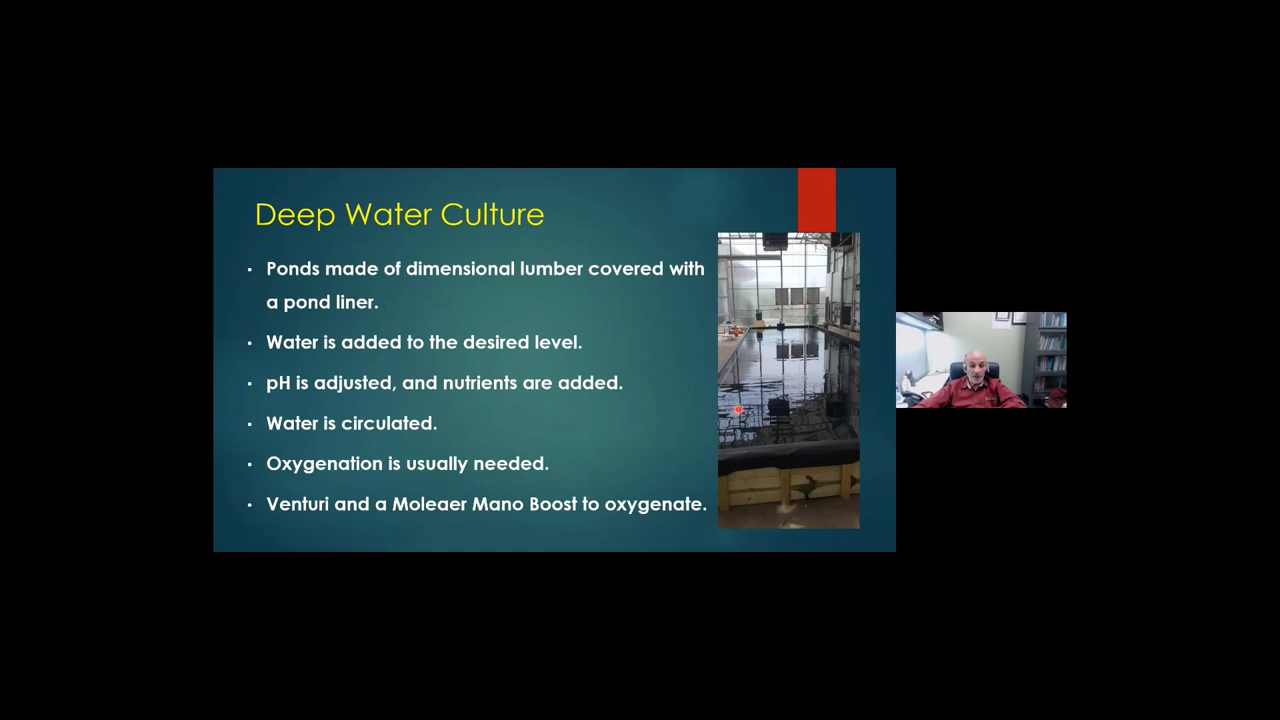 Deep Water Culture
• Ponds made of dimensional lumber covered with
a pond liner.
• Water is added to the desired level.
• pH is adjusted, and nutrients are added.
• Water is circulated.
• Oxygenation is usually needed.
• Venturi and a Moleaer Mano Boost to oxygenate.